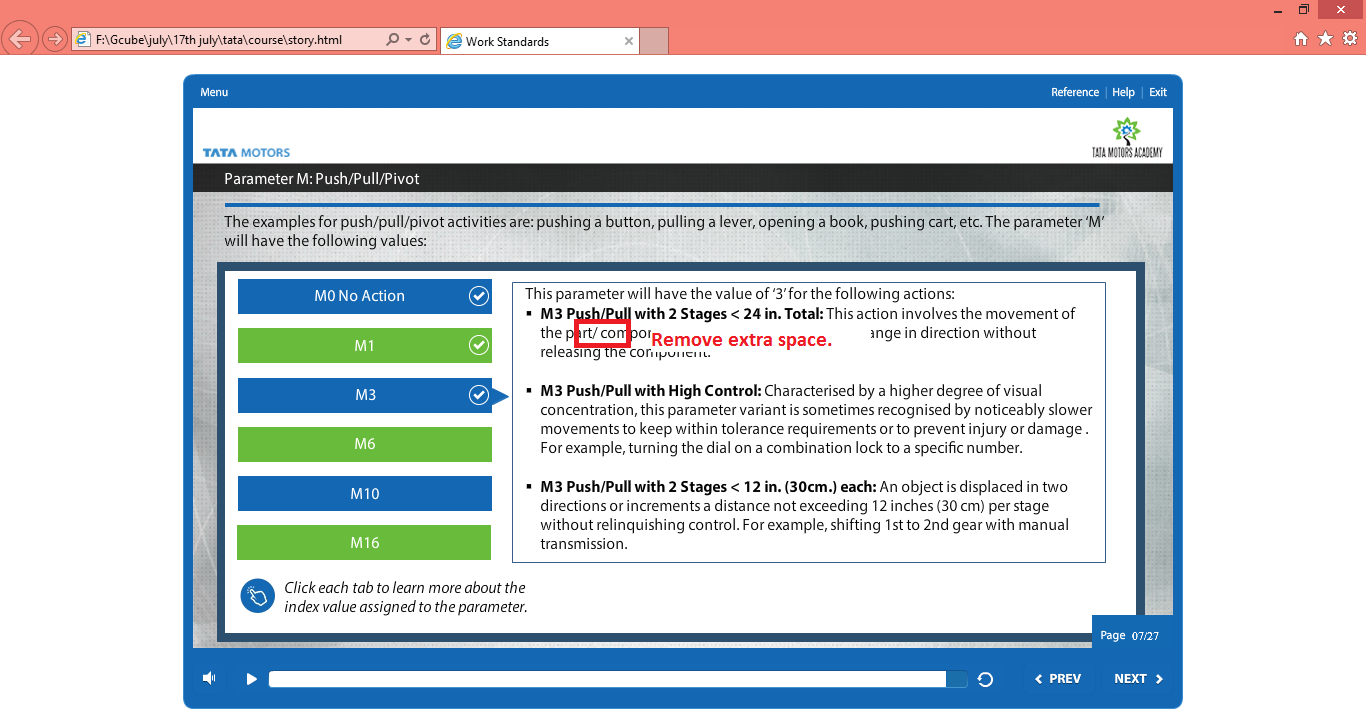 F:\Gcube\july\17th july\tata\course\story.html
Work Standards
Menu
Reference | Help | Exit
TATA MOTORS
TATA MOTORS ACADEMY
Parameter M: Push/Pull/Pivot
The examples for push/pull/pivot activities are: pushing a button, pulling a lever, opening a book, pushing cart, etc. The parameter ‘M’
will have the following values:
M0 No Action
M1
M3
M6
M10
M16
This parameter will have the value of ‘3’ for the following actions:
▪ M3 Push/Pull with 2 Stages < 24 in. Total: This action involves the movement of
the part/ compon ange in direction without
releasing the component.
Remove extra space.
▪ M3 Push/Pull with High Control: Characterised by a higher degree of visual
concentration, this parameter variant is sometimes recognised by noticeably slower
movements to keep within tolerance requirements or to prevent injury or damage .
For example, turning the dial on a combination lock to a specific number.
▪ M3 Push/Pull with 2 Stages < 12 in. (30cm.) each: An object is displaced in two
directions or increments a distance not exceeding 12 inches (30 cm) per stage
without relinquishing control. For example, shifting 1st to 2nd gear with manual
transmission.
Click each tab to learn more about the
index value assigned to the parameter.
Page 07/27
PREV
NEXT